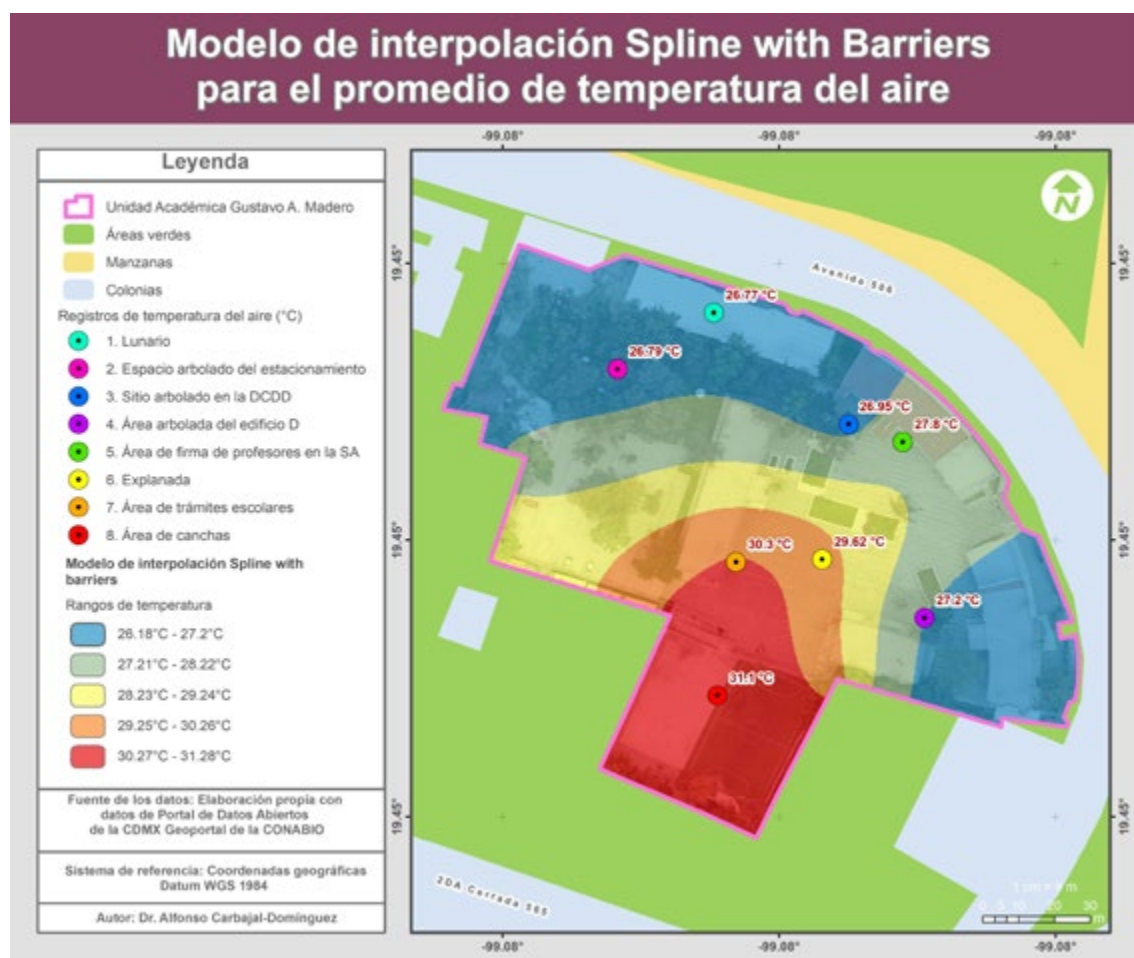 Modelo de interpolación Spline with Barriers
para el promedio de temperatura del aire
Leyenda
Unidad Académica Gustavo A. Madero
Áreas verdes
Manzanas
Colonias
Registros de temperatura del aire (°C)
1. Lunario
2. Espacio arbolado del estacionamiento
3. Sitio arbolado en la DCDD
4. Área arbolada del edificio D
5. Área de firma de profesores en la SA
6. Explanada
7. Área de trámites escolares
8. Área de canchas
Modelo de interpolación Spline with
barriers
Rangos de temperatura
26.18°C - 27.2°C
27.21°C - 28.22°C
28.23°C - 29.24°C
29.25°C - 30.26°C
30.27°C - 31.28°C
Fuente de los datos: Elaboración propia con
datos de Portal de Datos Abiertos
de la CDMX Geoportal de la CONABIO
Sistema de referencia: Coordenadas geográficas
Datum WGS 1984
Autor: Dr. Alfonso Carbajal-Domínguez
-99.08°
-99.08°
-99.08°
N
Avenida
26.77 °C
26.79 °C
26.95 °C
27.8 °C
30.3 °C
29.62 °C
27.2 °C
31.1 °C
2DA Cerrada
19.45°
19.45°
19.45°
19.45°
19.45°
19.45°
0 5 10 20 30
m
-99.08°
-99.08°
-99.08°